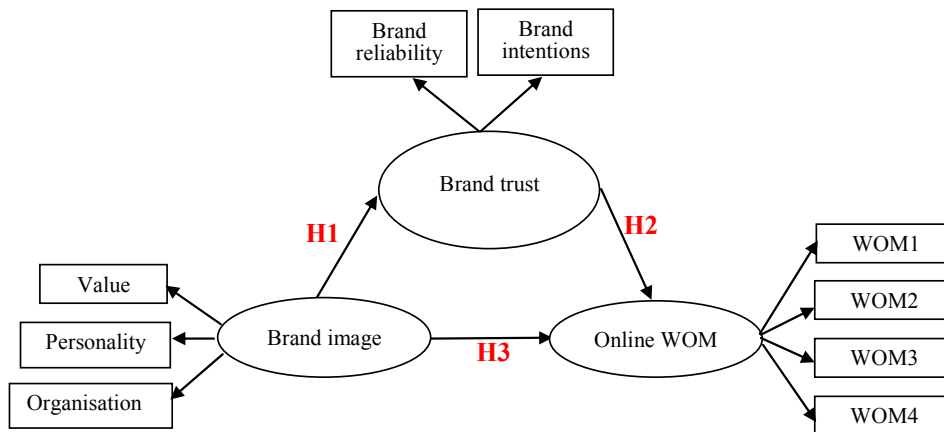 Brand
reliability
Brand
intentions
Brand trust
H1
H2
WOM1
Value
WOM2
Personality
Brand image
H3
Online WOM
WOM3
Organisation
WOM4